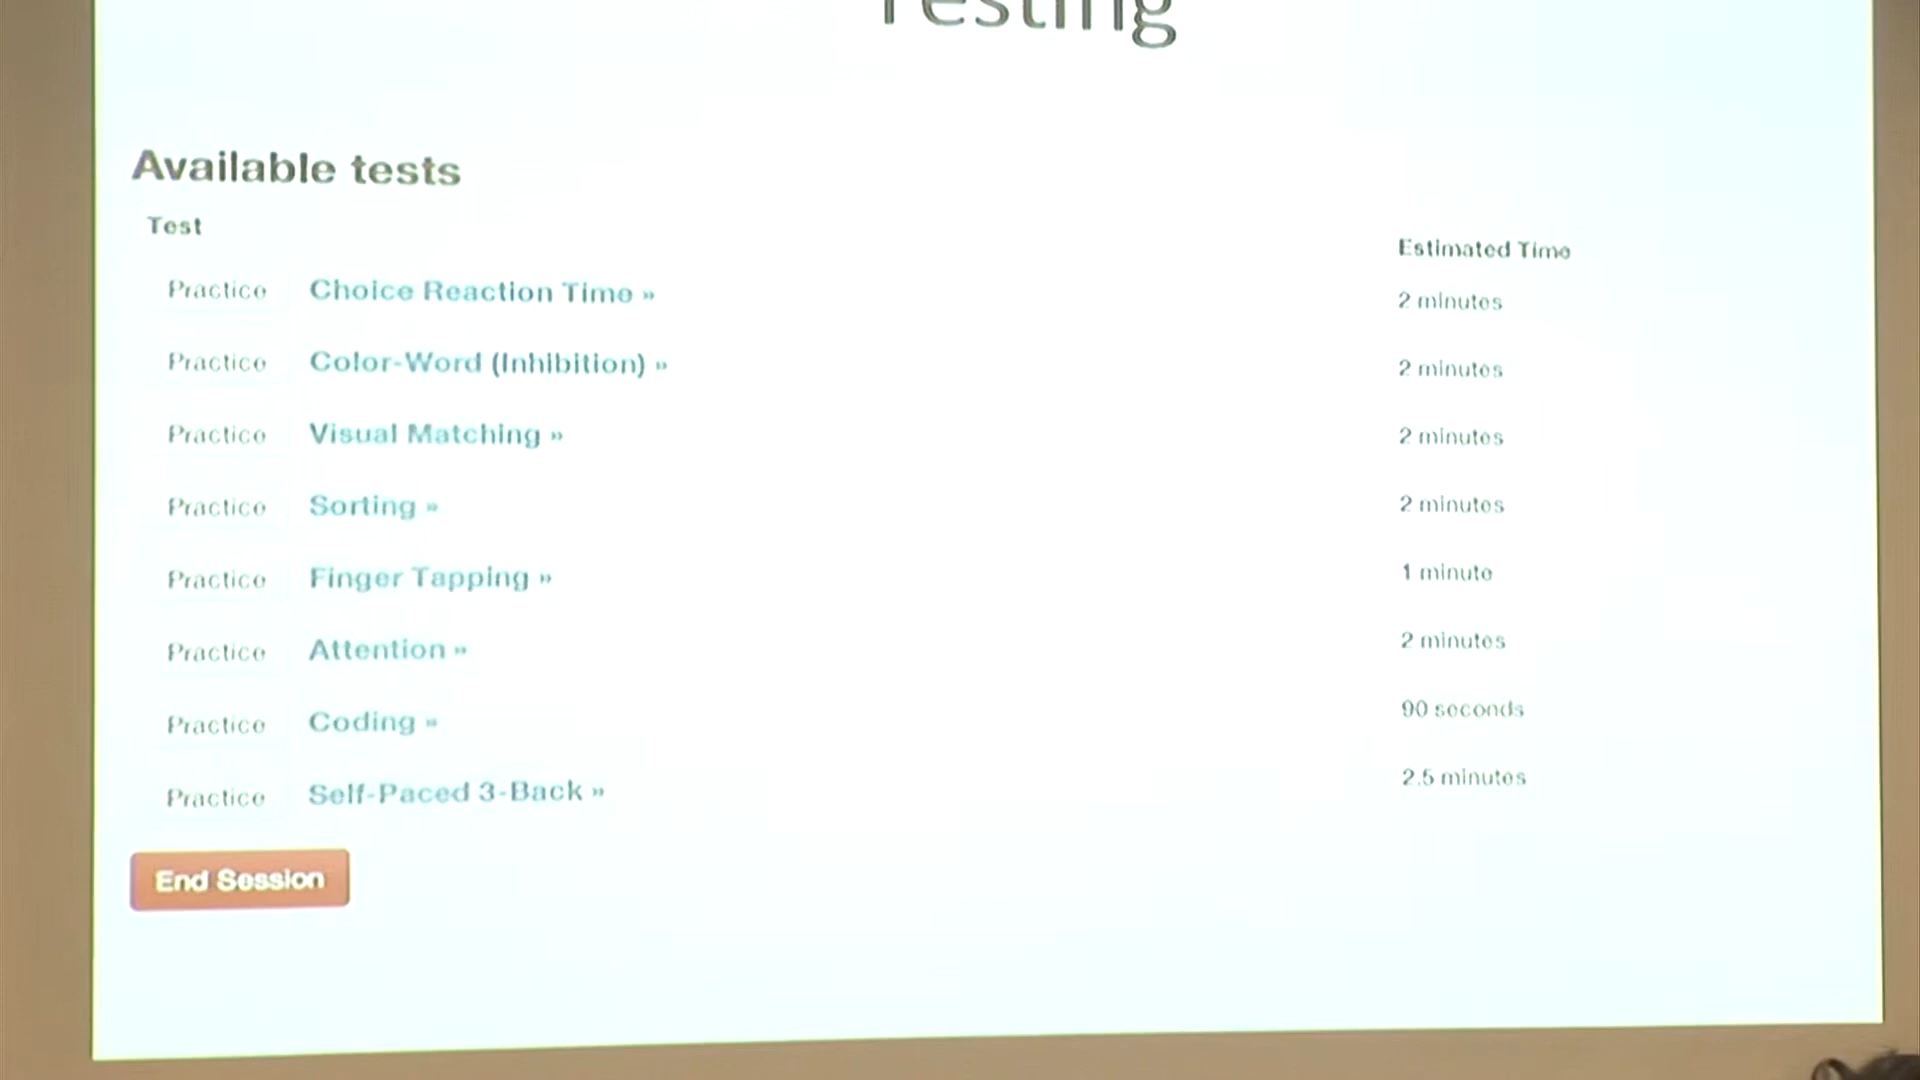 Testing
Available tests
Test Estimated Time
Practice Choice Reaction Time » 2 minutes
Practice Color-Word (Inhibition) » 2 minutes
Practice Visual Matching » 2 minutes
Practice Sorting » 2 minutes
Practice Finger Tapping » 1 minute
Practice Attention » 2 minutes
Practice Coding » 90 seconds
Practice Self-Paced 3-Back » 2.5 minutes
End Session